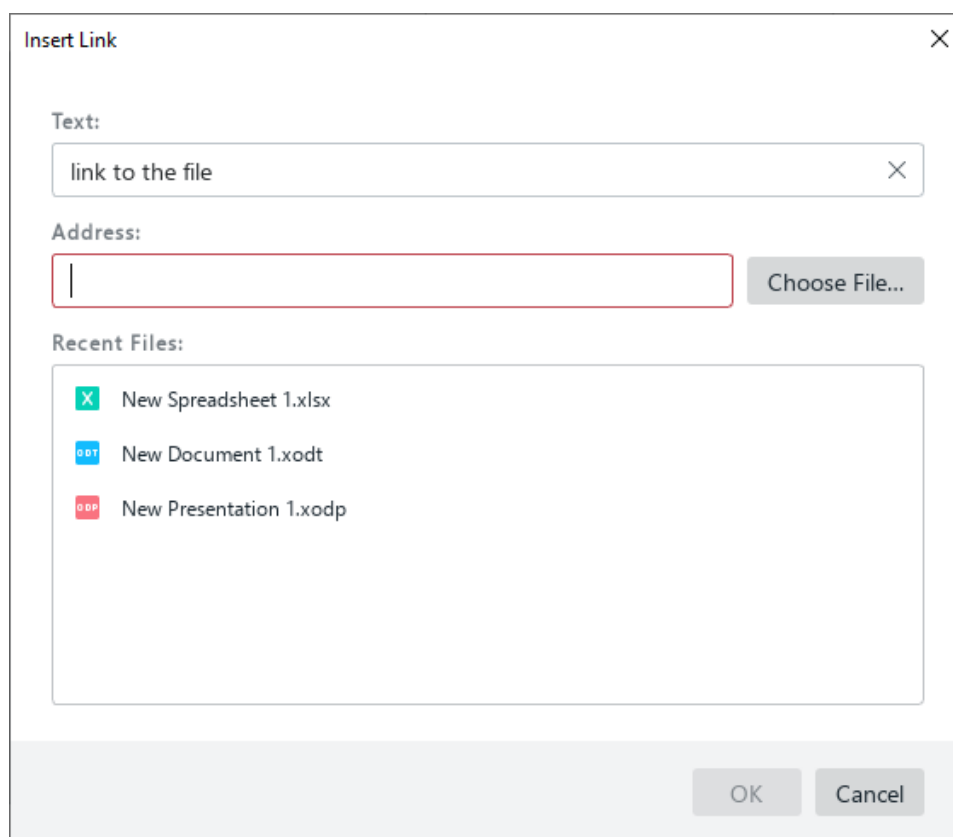 Insert Link
Text:
link to the file
Address:
Choose File...
Recent Files:
X New Spreadsheet 1.xlsx
ODT New Document 1.xodt
ODP New Presentation 1.xodp
OK Cancel